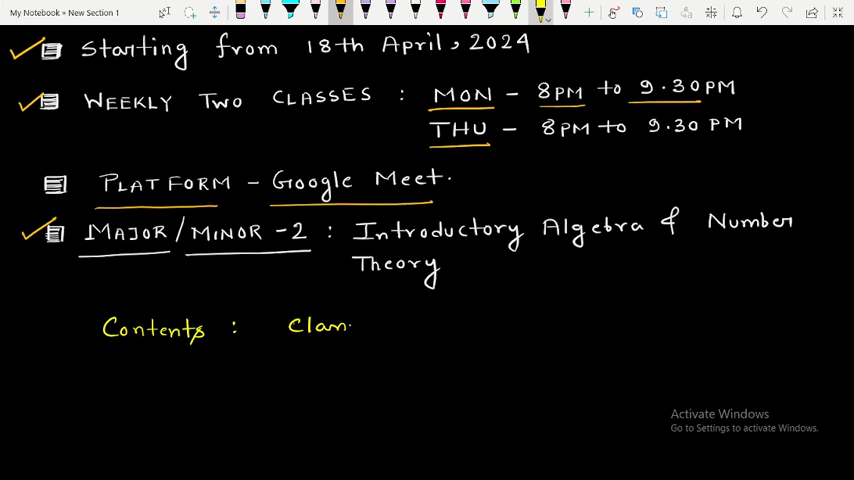 My Notebook » New Section 1
Starting from 18th April, 2024
WEEKLY TWO CLASSES : MON - 8PM to 9.30PM
THU - 8PM to 9.30 PM
PLATFORM - Google Meet.
MAJOR/MINOR -2 : Introductory Algebra & Number
Theory
Contents : Clan
Activate Windows
Go to Settings to activate Windows.